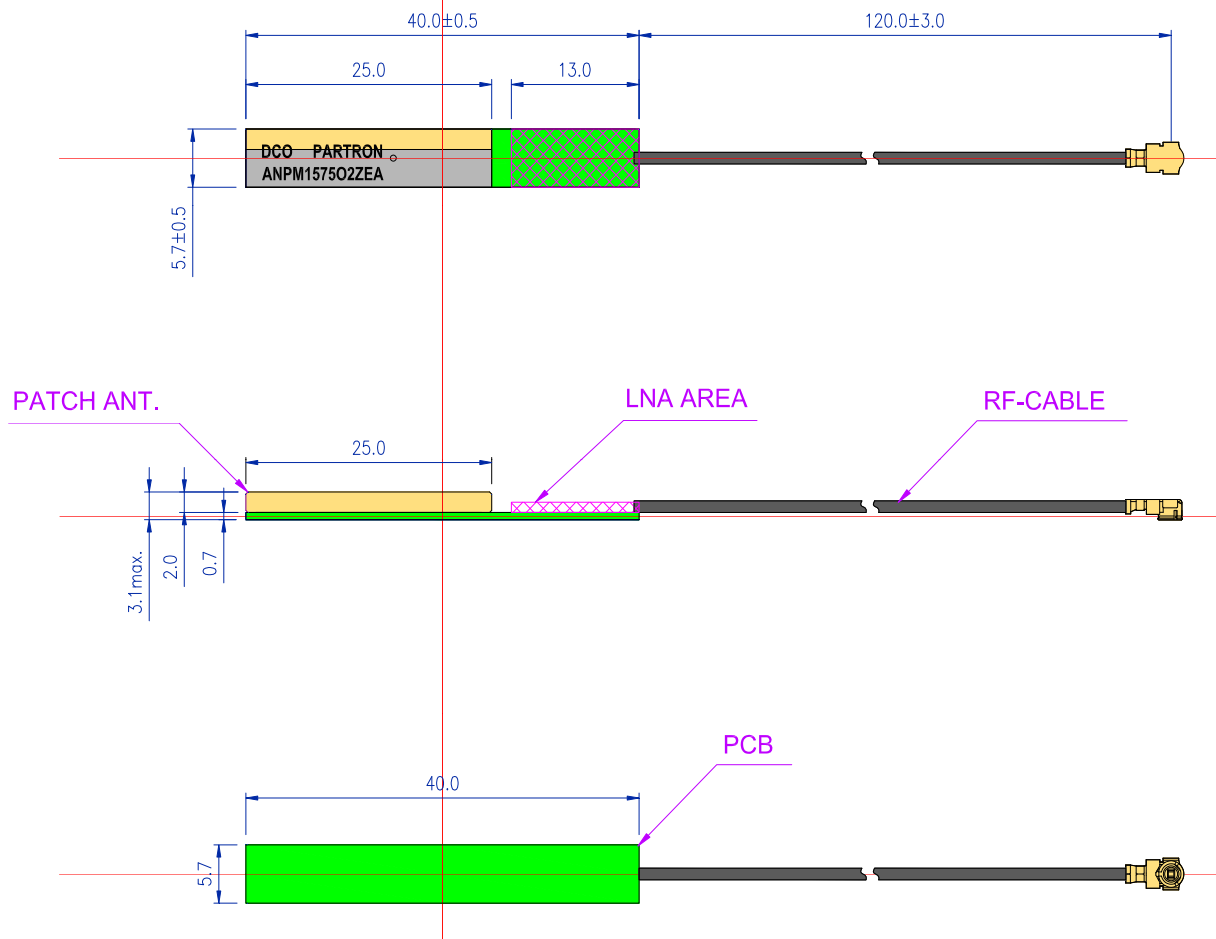 40.0±0.5
120.0±3.0
25.0
13.0
DCO PARTRON
ANPM1575O2ZEA
5.7±0.5
PATCH ANT.
LNA AREA
RF-CABLE
25.0
3.1max.
2.0
0.7
PCB
40.0
5.7